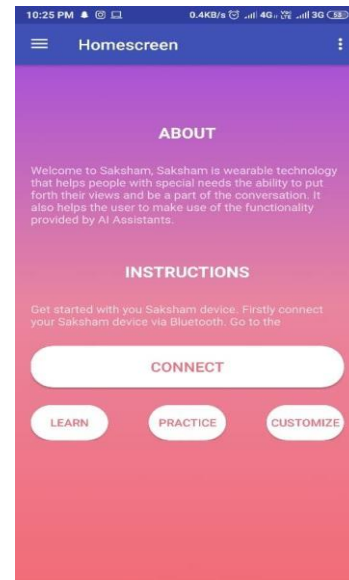 10:25 PM 0.4KB/s 4G VoLTE 3G
Homescreen
ABOUT
Welcome to Saksham, Saksham is wearable technology
that helps people with special needs the ability to put
forth their views and be a part of the conversation. It
also helps the user to make use of the functionality
provided by AI Assistants.
INSTRUCTIONS
Get started with you Saksham device. Firstly connect
your Saksham device via Bluetooth. Go to the
CONNECT
LEARN PRACTICE CUSTOMIZE